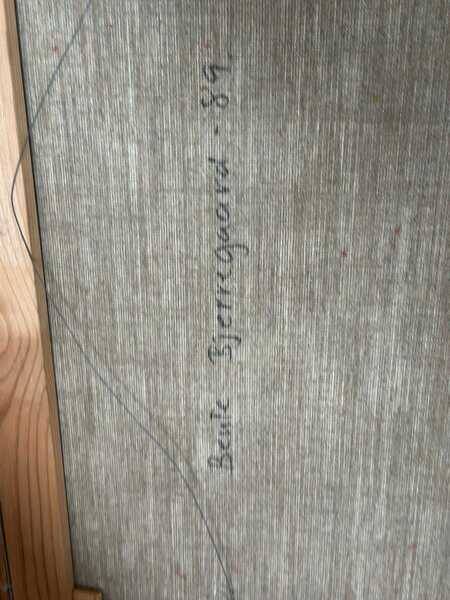 Bente Bjerregaard - 89.